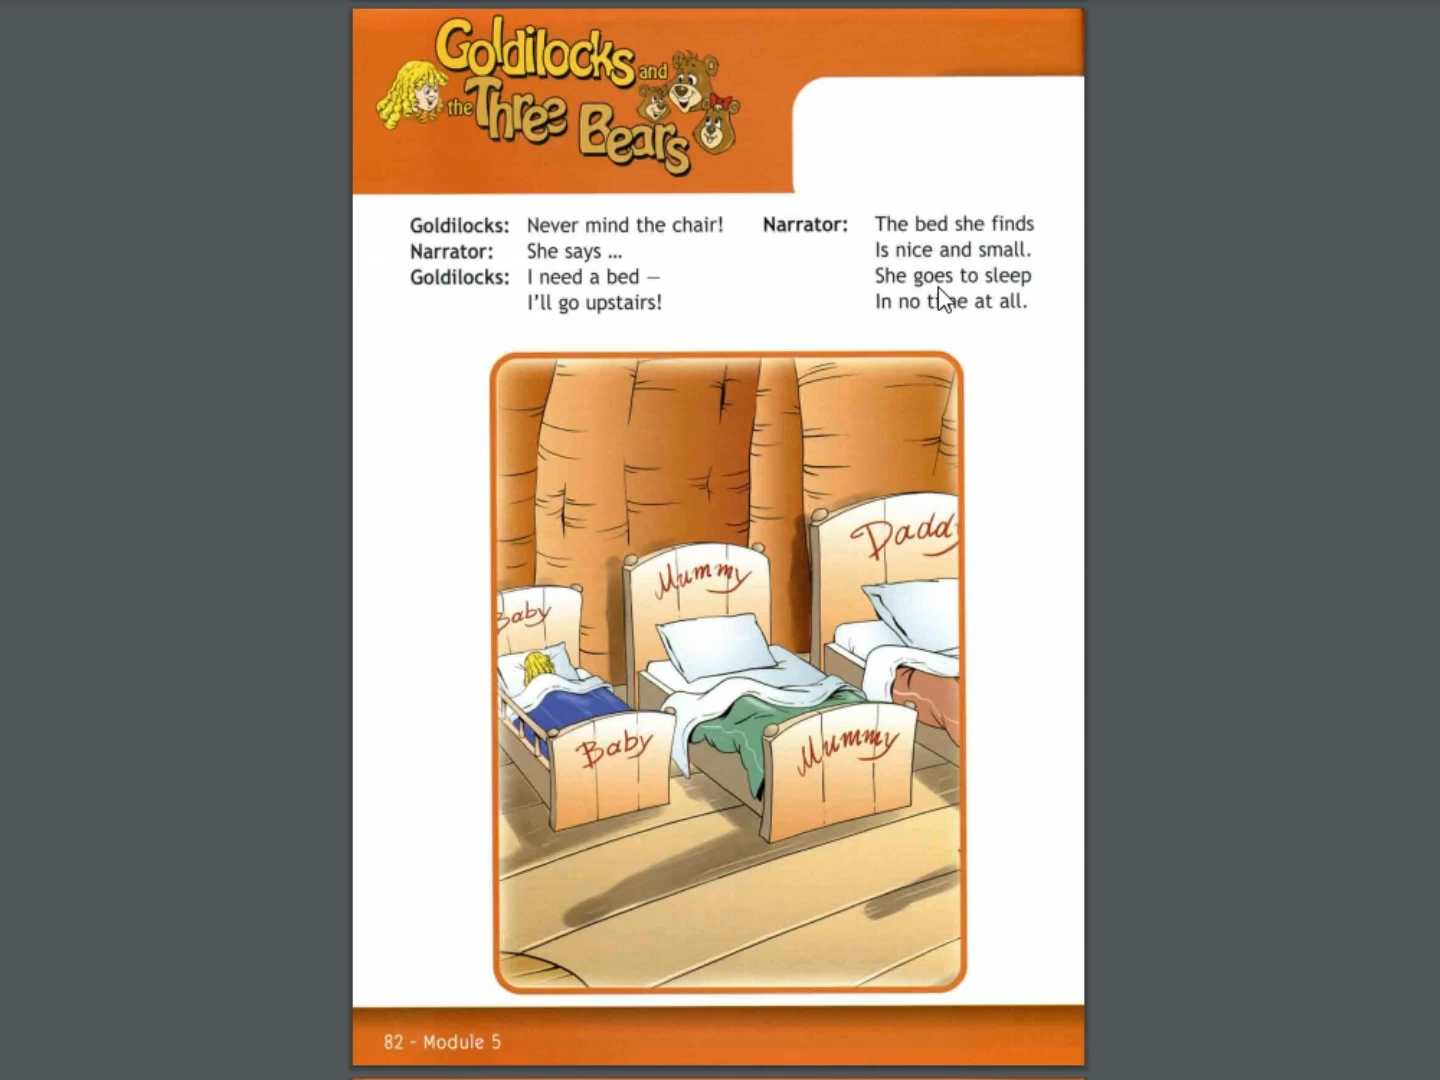 Goldilocks and
the Three Bears
Goldilocks: Never mind the chair!
Narrator: She says ...
Goldilocks: I need a bed –
I'll go upstairs!
Narrator: The bed she finds
Is nice and small.
She goes to sleep
In no time at all.
Daddy
Mummy
Baby
Baby
Mummy
82 - Module 5